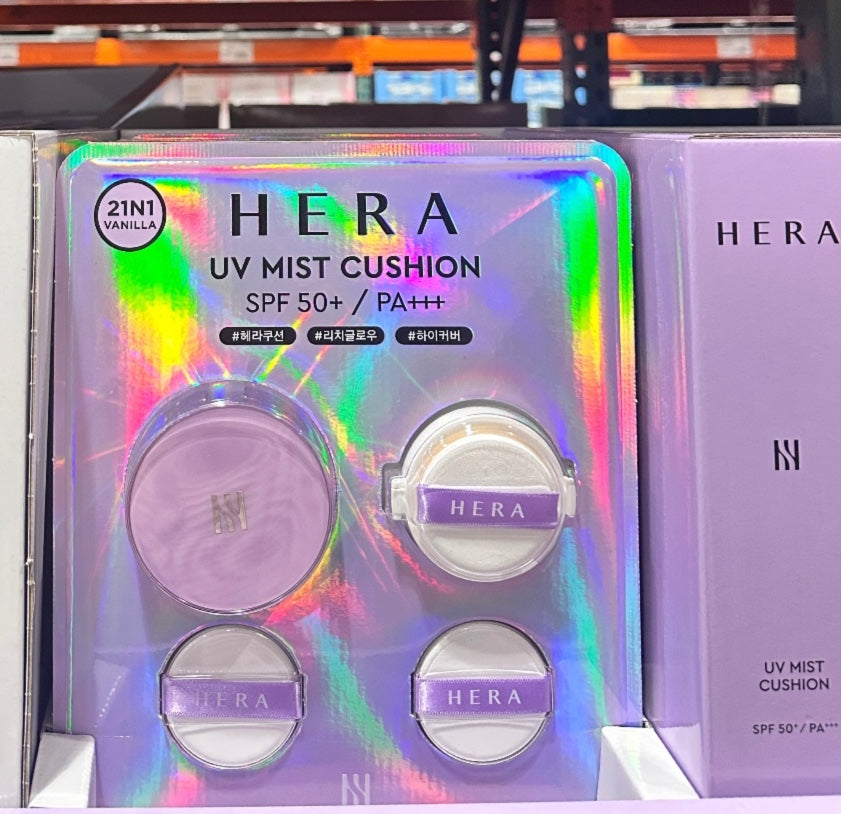 21N1
VANILLA
HERA
UV MIST CUSHION
SPF 50+ / PA+++
#헤라쿠션 #리치글로우 #하이커버
HERA
HERA
HERA
HERA
UV MIST
CUSHION
SPF 50+/ PA+++